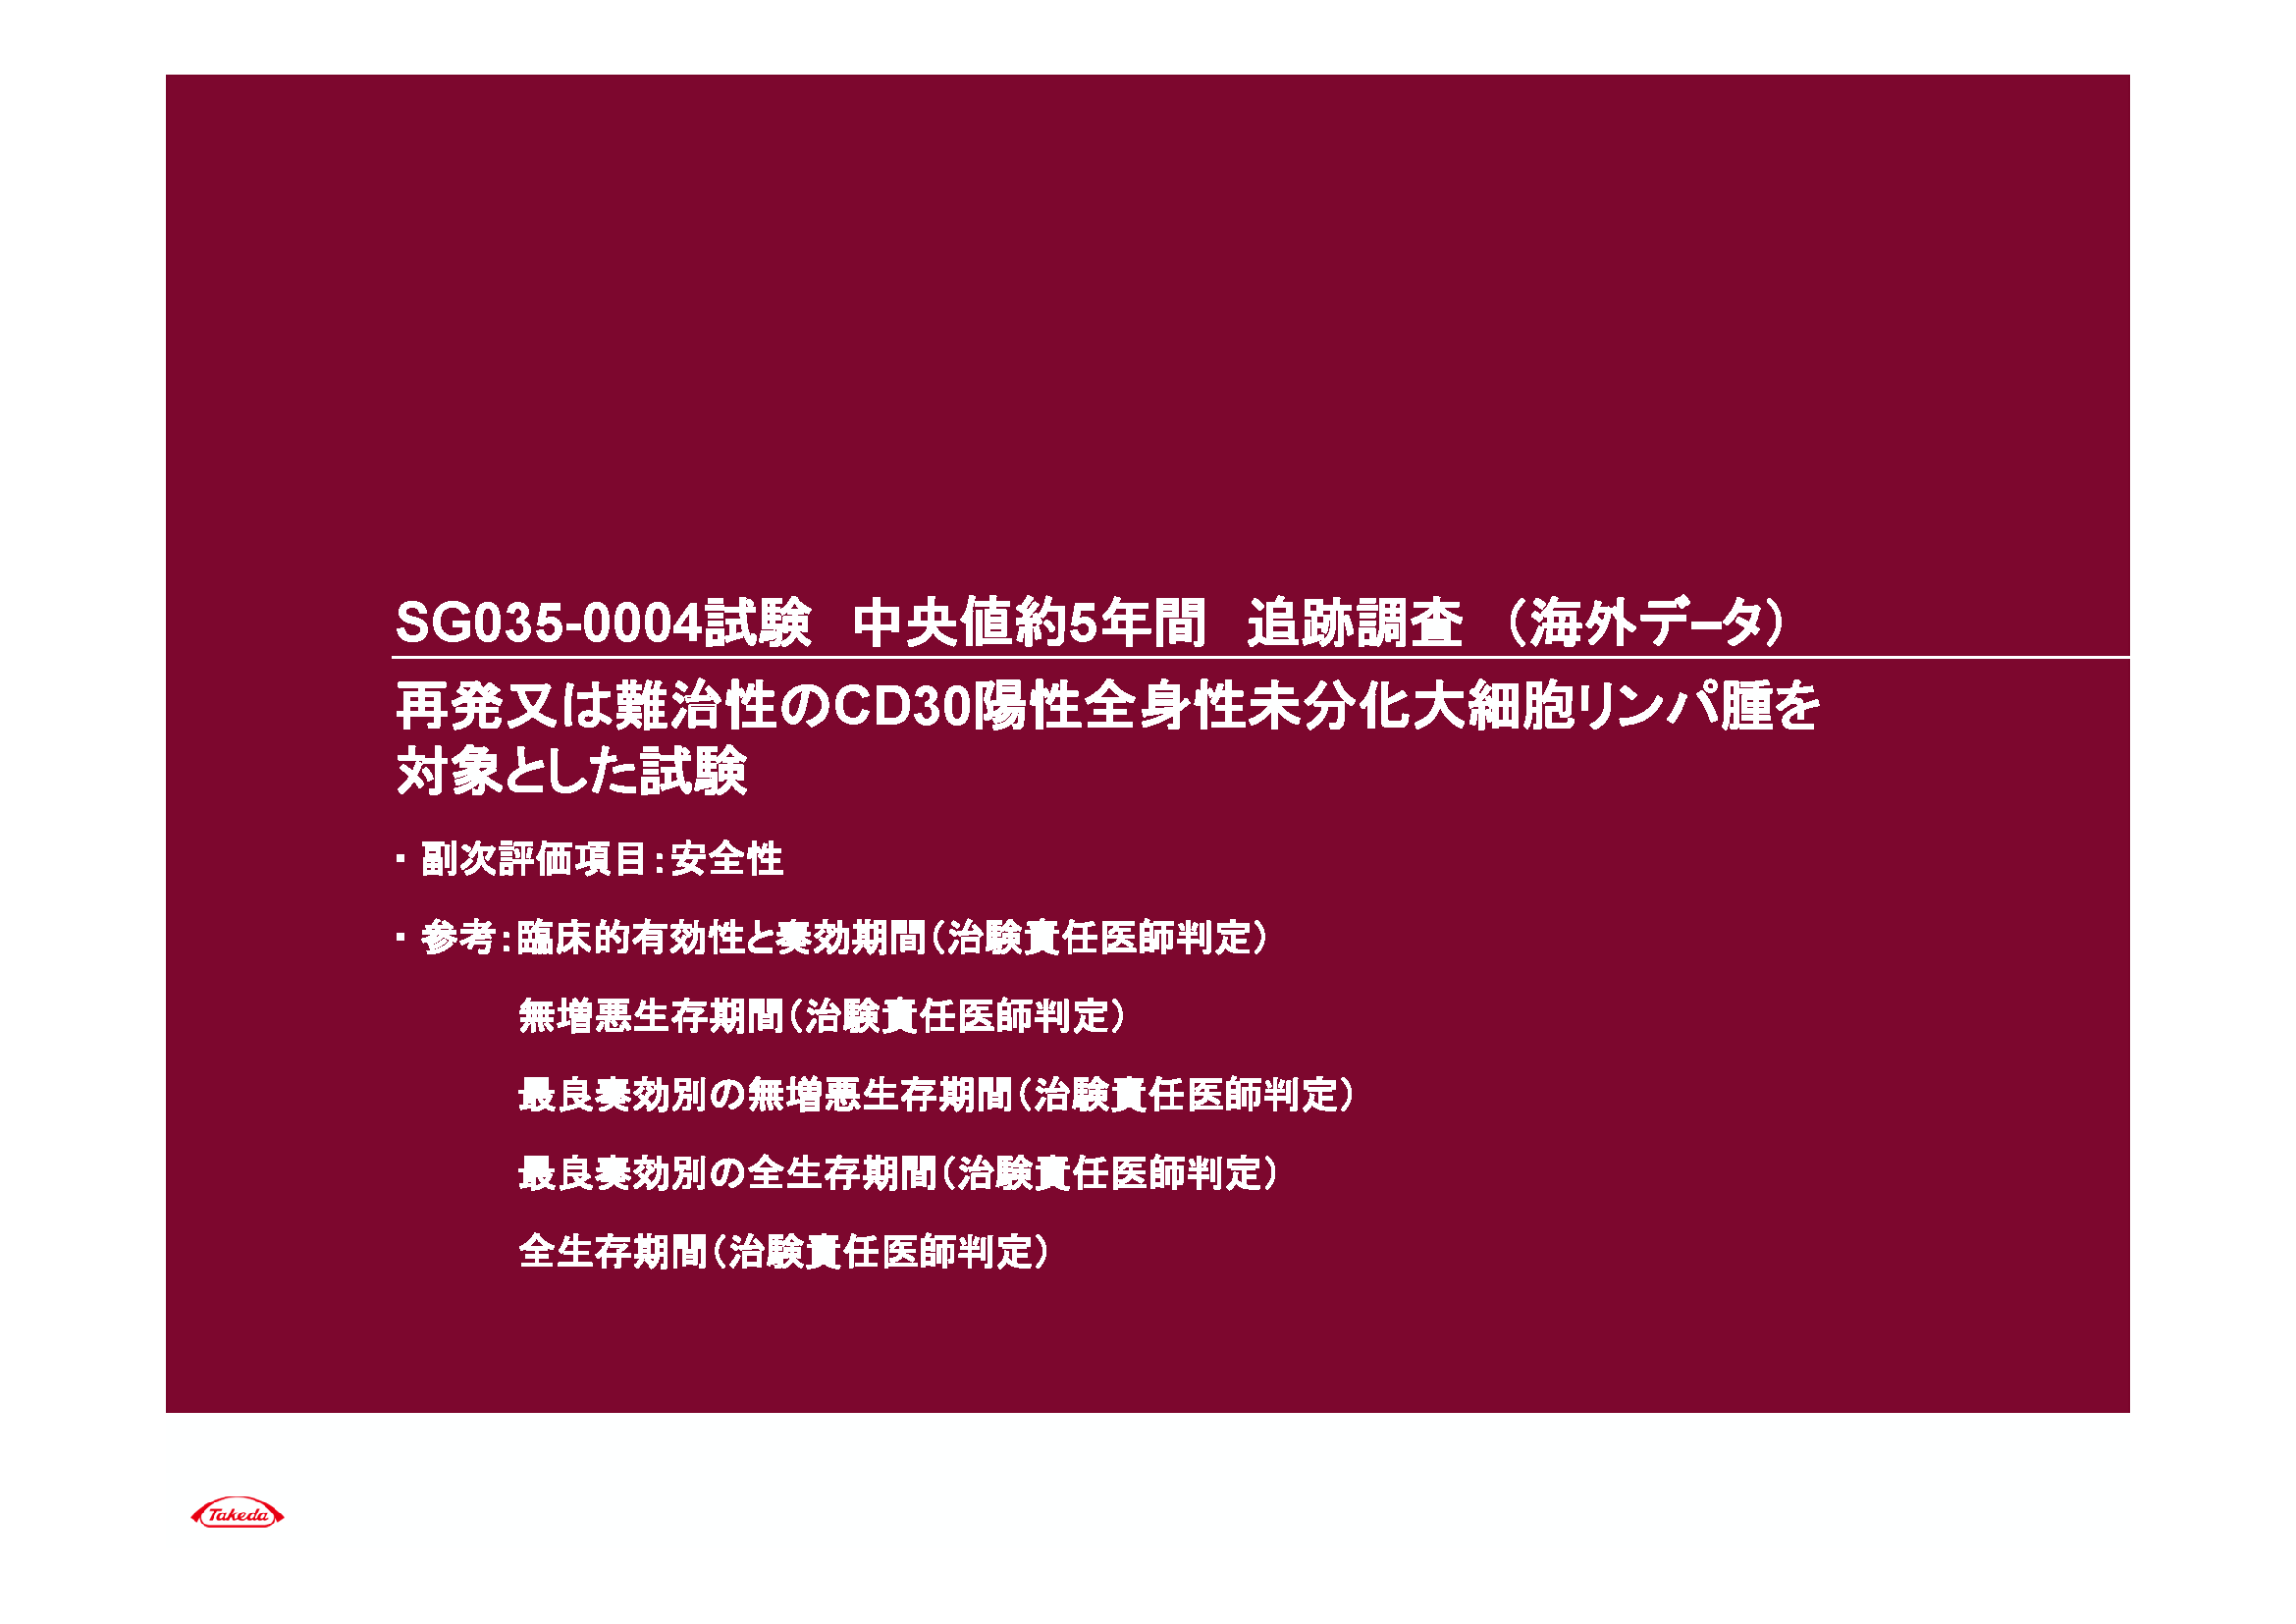 SG035-0004試験　中央値約5年間　追跡調査　（海外データ）
再発又は難治性のCD30陽性全身性未分化大細胞リンパ腫を
対象とした試験
・ 副次評価項目：安全性
・ 参考：臨床的有効性と奏効期間（治験責任医師判定）
無増悪生存期間（治験責任医師判定）
最良奏効別の無増悪生存期間（治験責任医師判定）
最良奏効別の全生存期間（治験責任医師判定）
全生存期間（治験責任医師判定）
Takeda